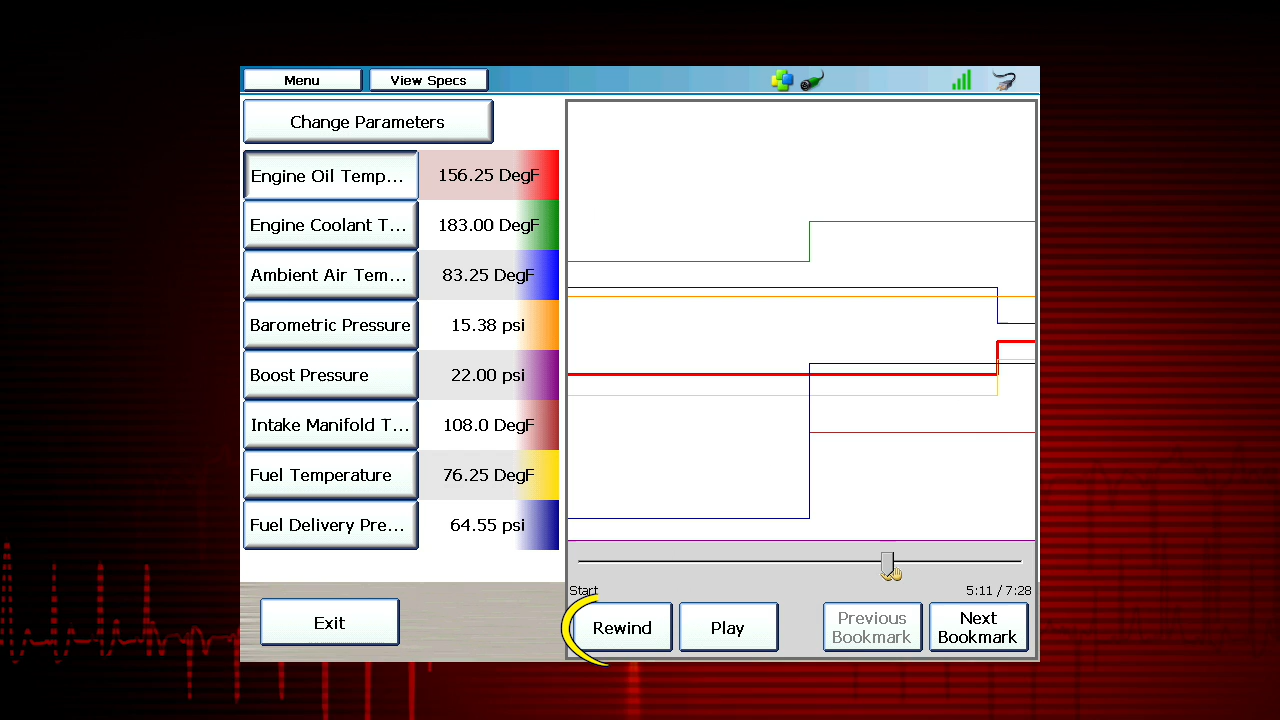 Menu
View Specs
Change Parameters
Engine Oil Temp... 156.25 DegF
Engine Coolant T... 183.00 DegF
Ambient Air Tem... 83.25 DegF
Barometric Pressure 15.38 psi
Boost Pressure 22.00 psi
Intake Manifold T... 108.0 DegF
Fuel Temperature 76.25 DegF
Fuel Delivery Pre... 64.55 psi
Exit
Start
5:11 / 7:28
Rewind
Play
Previous
Bookmark
Next
Bookmark